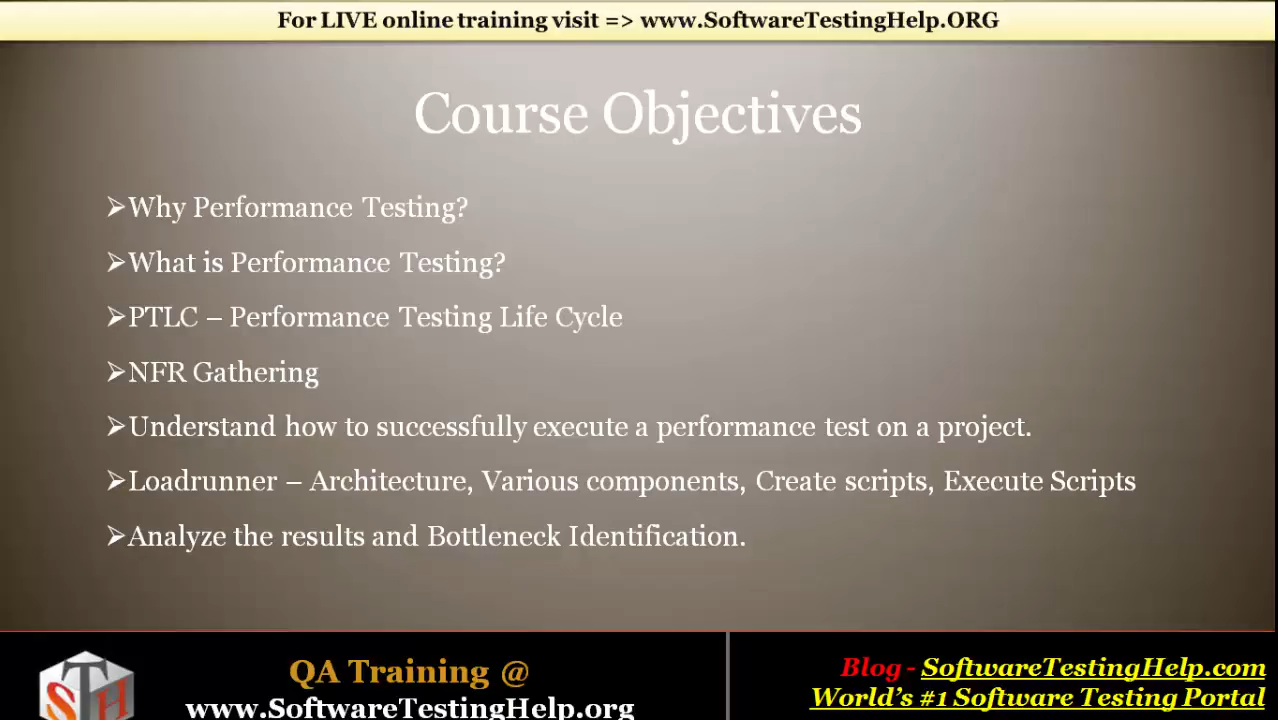 For LIVE online training visit => www.SoftwareTestingHelp.ORG
Course Objectives
➢Why Performance Testing?
➢What is Performance Testing?
➢PTLC – Performance Testing Life Cycle
➢NFR Gathering
➢Understand how to successfully execute a performance test on a project.
➢Loadrunner – Architecture, Various components, Create scripts, Execute Scripts
➢Analyze the results and Bottleneck Identification.
STH
QA Training @
www.SoftwareTestingHelp.org
Blog - SoftwareTestingHelp.com
World's #1 Software Testing Portal